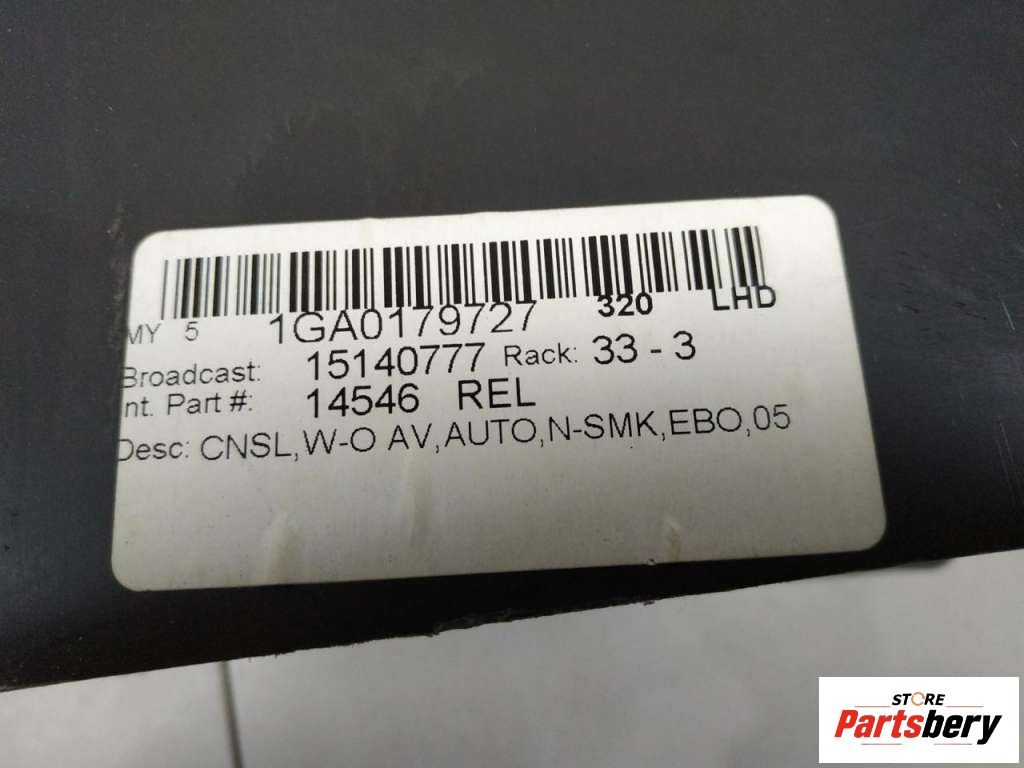 MY 5 1GA0179727 320 LHD
Broadcast: 15140777 Rack: 33 - 3
nt. Part #: 14546 REL
Desc: CNSL,W-O AV,AUTO,N-SMK,EBO,05
STORE
Partsbery